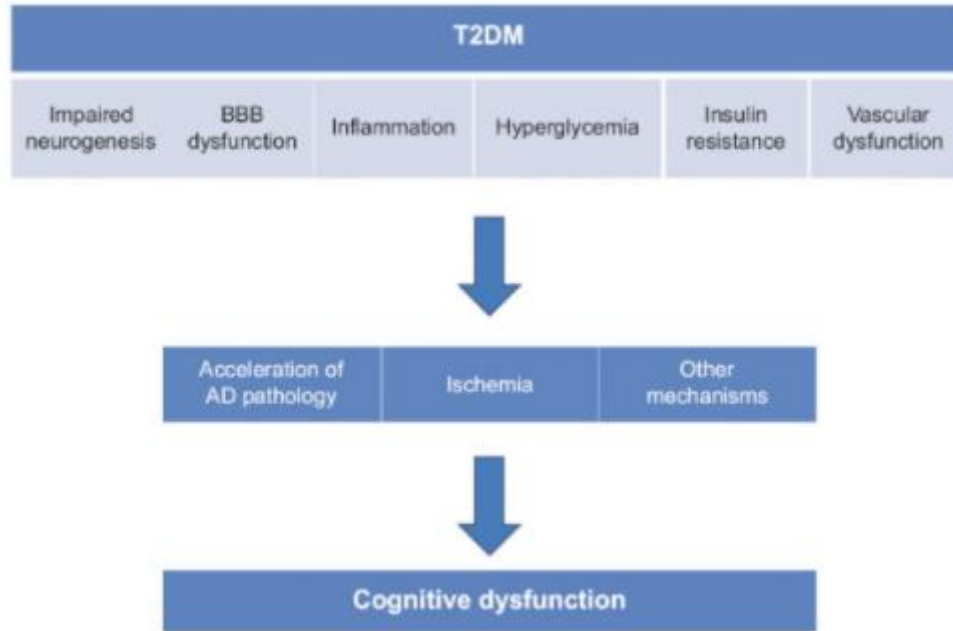 T2DM
Impaired
neurogenesis
BBB
dysfunction
Inflammation
Hyperglycemia
Insulin
resistance
Vascular
dysfunction
Acceleration of
AD pathology
Ischemia
Other
mechanisms
Cognitive dysfunction